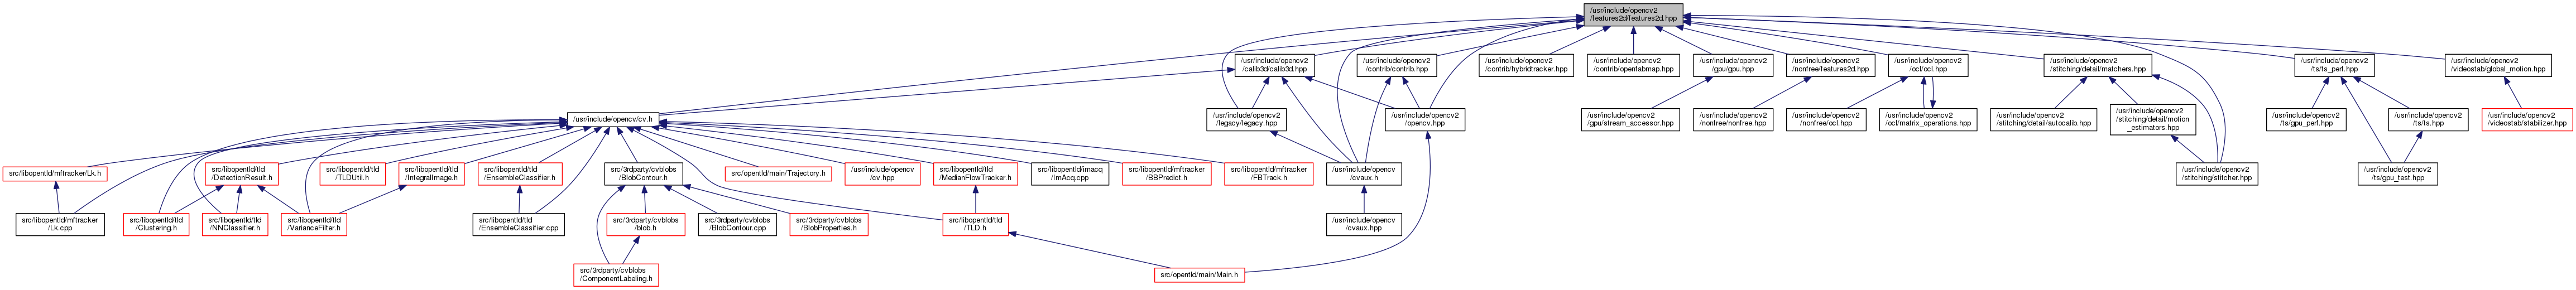 /usr/include/opencv2
/features2d/features2d.hpp
/usr/include/opencv2
/calib3d/calib3d.hpp
/usr/include/opencv2
/contrib/contrib.hpp
/usr/include/opencv2
/contrib/hybridtracker.hpp
/usr/include/opencv2
/contrib/openfabmap.hpp
/usr/include/opencv2
/gpu/gpu.hpp
/usr/include/opencv2
/nonfree/features2d.hpp
/usr/include/opencv2
/ocl/ocl.hpp
/usr/include/opencv2
/stitching/detail/matchers.hpp
/usr/include/opencv2
/ts/ts_perf.hpp
/usr/include/opencv2
/videostab/global_motion.hpp
/usr/include/opencv/cv.h
/usr/include/opencv2
/legacy/legacy.hpp
/usr/include/opencv2
/opencv.hpp
/usr/include/opencv2
/gpu/stream_accessor.hpp
/usr/include/opencv2
/nonfree/nonfree.hpp
/usr/include/opencv2
/nonfree/ocl.hpp
/usr/include/opencv2
/ocl/matrix_operations.hpp
/usr/include/opencv2
/stitching/detail/autocalib.hpp
/usr/include/opencv2
/stitching/detail/motion
_estimators.hpp
/usr/include/opencv2
/ts/gpu_perf.hpp
/usr/include/opencv2
/ts/ts.hpp
/usr/include/opencv2
/videostab/stabilizer.hpp
src/libopentld/mftracker/Lk.h
src/libopentld/tld
/DetectionResult.h
src/libopentld/tld
/TLDUtil.h
src/libopentld/tld
/IntegralImage.h
src/libopentld/tld
/EnsembleClassifier.h
src/3rdparty/cvblobs
/BlobContour.h
src/opentld/main/Trajectory.h
/usr/include/opencv
/cv.hpp
src/libopentld/tld
/MedianFlowTracker.h
src/libopentld/imacq
/ImAcq.cpp
src/libopentld/mftracker
/BBPredict.h
src/libopentld/mftracker
/FBTrack.h
/usr/include/opencv
/cvaux.h
/usr/include/opencv2
/stitching/stitcher.hpp
/usr/include/opencv2
/ts/gpu_test.hpp
src/libopentld/mftracker
/Lk.cpp
src/libopentld/tld
/Clustering.h
src/libopentld/tld
/NNClassifier.h
src/libopentld/tld
/VarianceFilter.h
src/libopentld/tld
/EnsembleClassifier.cpp
src/3rdparty/cvblobs
/blob.h
src/3rdparty/cvblobs
/BlobContour.cpp
src/3rdparty/cvblobs
/BlobProperties.h
src/libopentld/tld
/TLD.h
/usr/include/opencv
/cvaux.hpp
src/3rdparty/cvblobs
/ComponentLabeling.h
src/opentld/main/Main.h